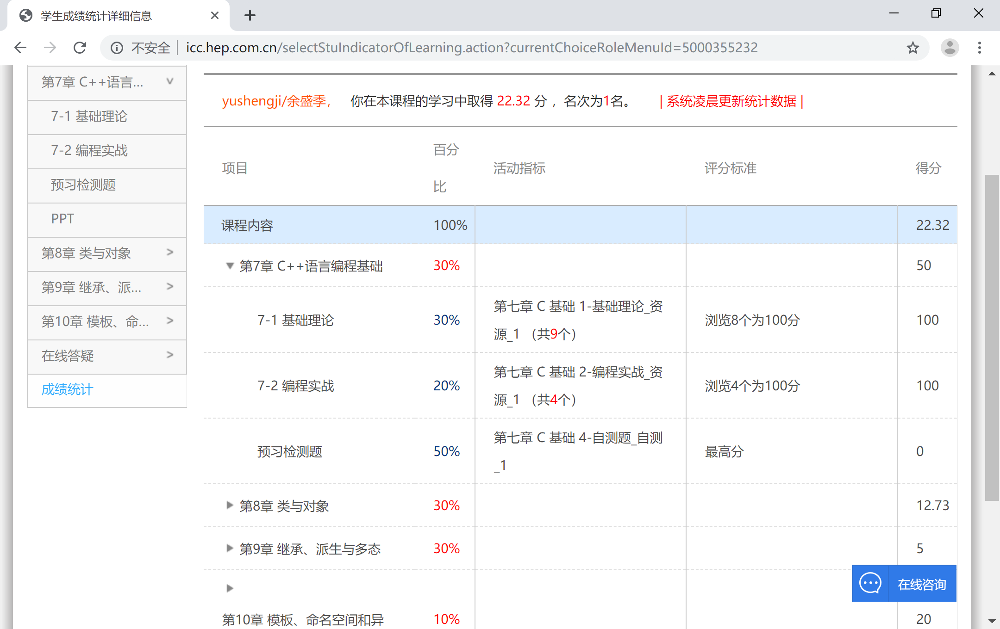 学生成绩统计详细信息
不安全
icc.hep.com.cn/selectStuIndicatorOfLearning.action?currentChoiceRoleMenuId=5000355232
第7章 C++语言...
7-1 基础理论
7-2 编程实战
预习检测题
PPT
第8章 类与对象
第9章 继承、派...
第10章 模板、命...
在线答疑
成绩统计
yushengji/余盛季， 你在本课程的学习中取得 22.32 分 ，名次为1名。 | 系统凌晨更新统计数据 |
项目
百分
比
活动指标
评分标准
得分
课程内容 100% 22.32
第7章 C++语言编程基础 30% 50
7-1 基础理论 30%
第七章 C 基础 1-基础理论_资
源_1 （共9个）
浏览8个为100分 100
7-2 编程实战 20%
第七章 C 基础 2-编程实战_资
源_1 （共4个）
浏览4个为100分 100
预习检测题 50%
第七章 C 基础 4-自测题_自测
_1
最高分 0
第8章 类与对象 30% 12.73
第9章 继承、派生与多态 30% 5
第10章 模板、命名空间和异 10% 20
在线咨询